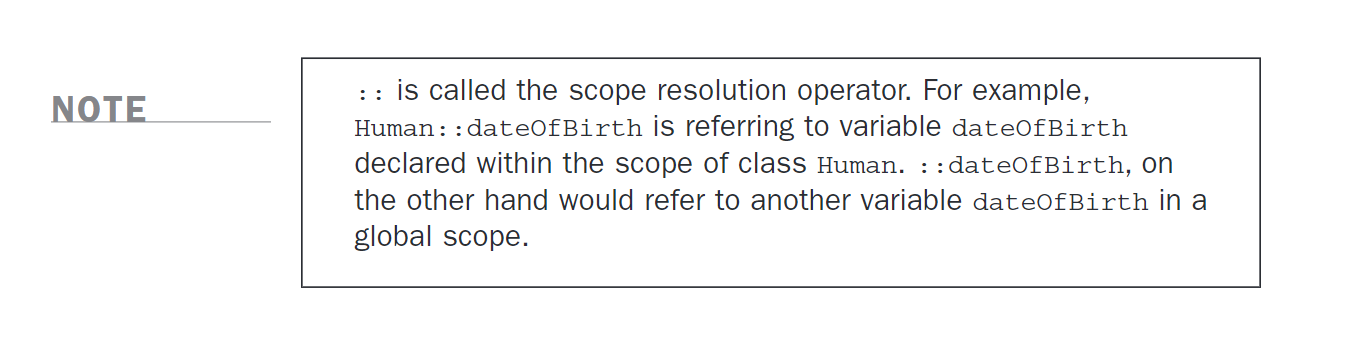 NOTE
:: is called the scope resolution operator. For example,
Human::dateOfBirth is referring to variable dateOfBirth
declared within the scope of class Human. ::dateOfBirth, on
the other hand would refer to another variable dateOfBirth in a
global scope.